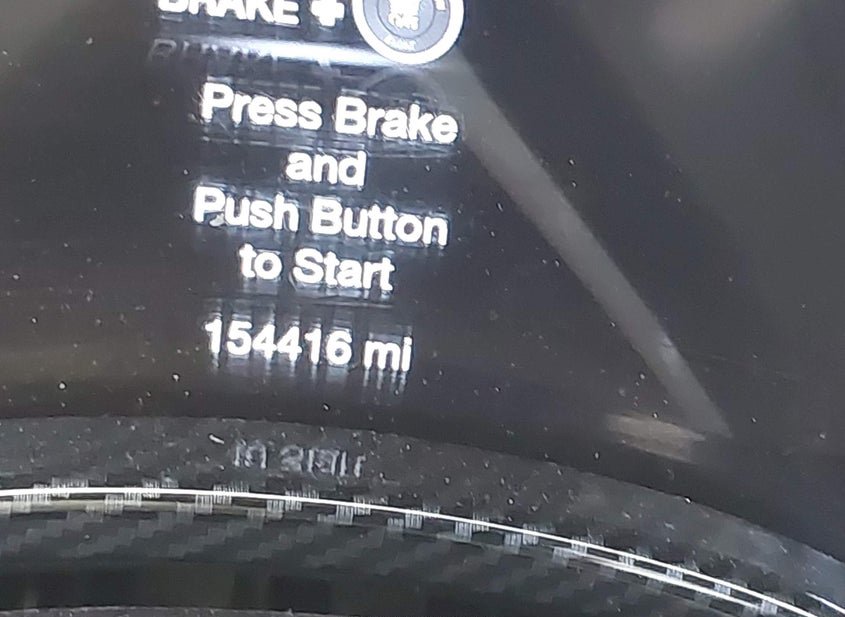 BRAKE +
Press Brake
and
Push Button
to Start
154416 mi